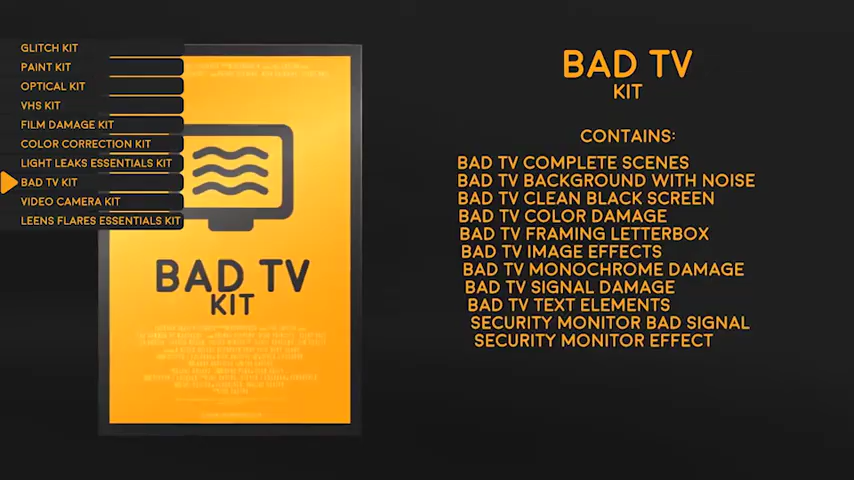 GLITCH KIT
PAINT KIT
OPTICAL KIT
VHS KIT
FILM DAMAGE KIT
COLOR CORRECTION KIT
LIGHT LEAKS ESSENTIALS KIT
BAD TV KIT
VIDEO CAMERA KIT
LEENS FLARES ESSENTIALS KIT
BAD TV
KIT
BAD TV
KIT
CONTAINS:
BAD TV COMPLETE SCENES
BAD TV BACKGROUND WITH NOISE
BAD TV CLEAN BLACK SCREEN
BAD TV COLOR DAMAGE
BAD TV FRAMING LETTERBOX
BAD TV IMAGE EFFECTS
BAD TV MONOCHROME DAMAGE
BAD TV SIGNAL DAMAGE
BAD TV TEXT ELEMENTS
SECURITY MONITOR BAD SIGNAL
SECURITY MONITOR EFFECT